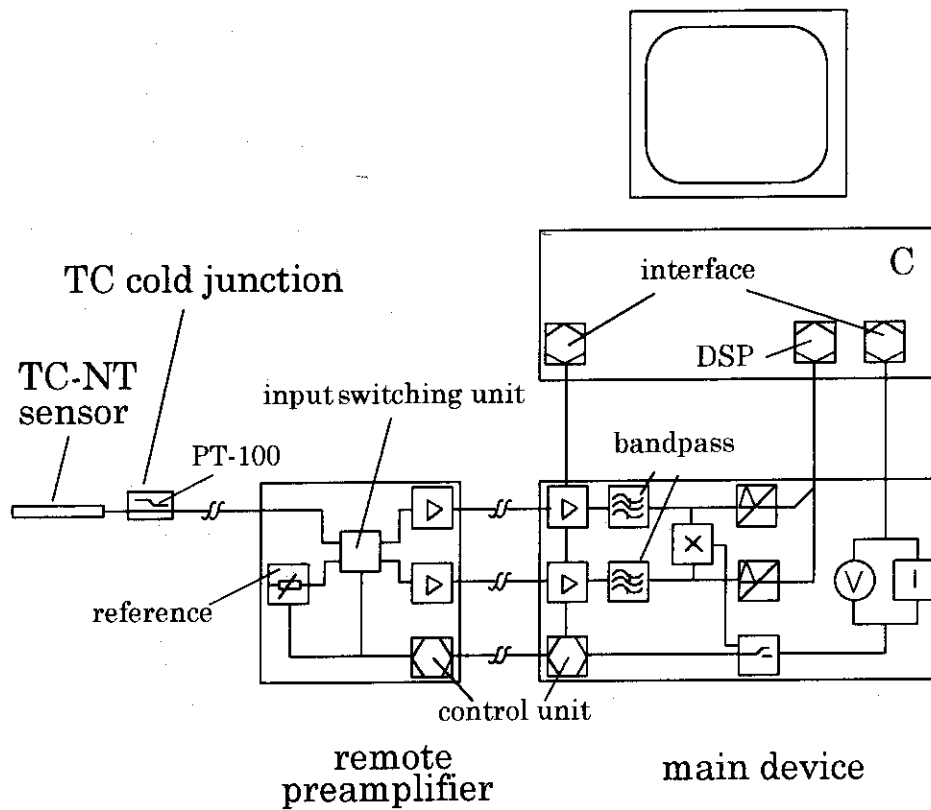 C
interface
TC cold junction
DSP
TC-NT
sensor
input switching unit
PT-100
bandpass
X
V
I
reference
control unit
remote
preamplifier
main device